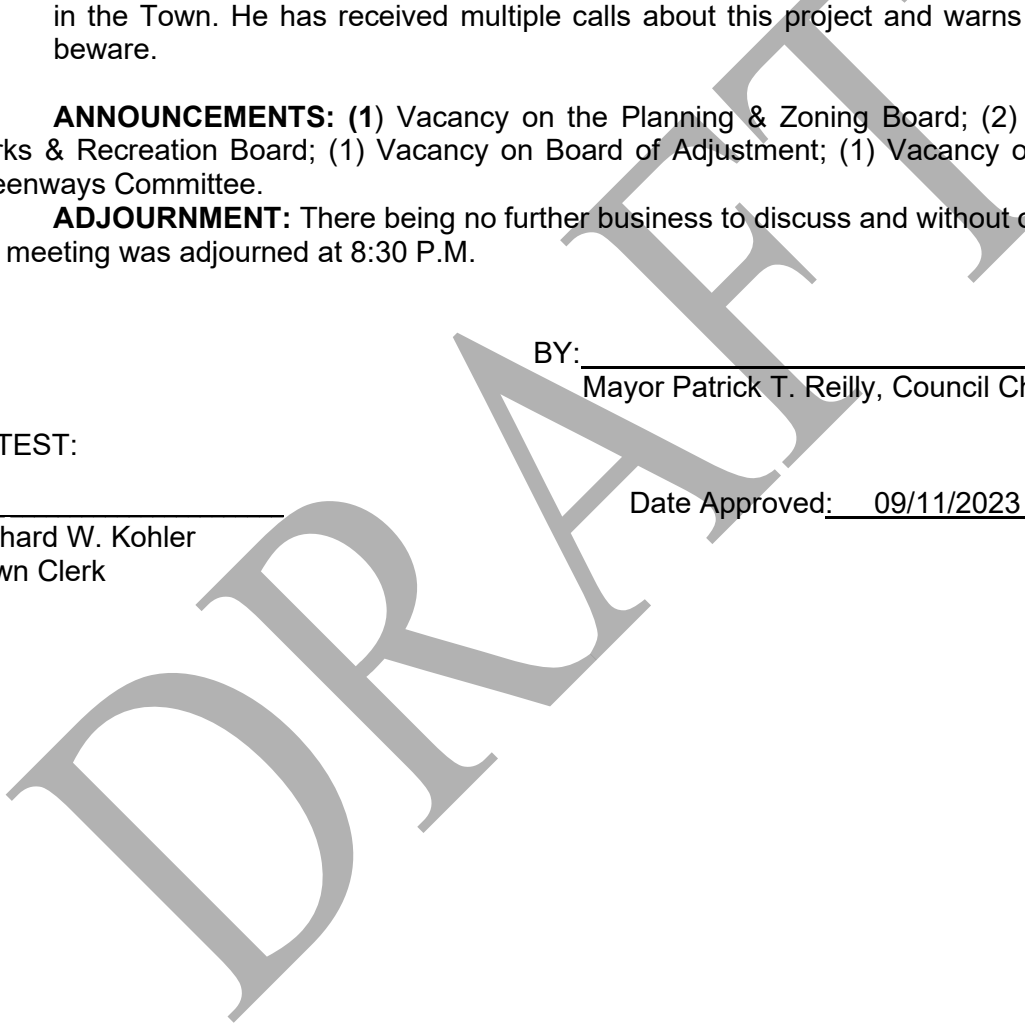 in the Town. He has received multiple calls about this project and warns
beware.
ANNOUNCEMENTS: (1) Vacancy on the Planning & Zoning Board; (2)
rks & Recreation Board; (1) Vacancy on Board of Adjustment; (1) Vacancy o
eenways Committee.
ADJOURNMENT: There being no further business to discuss and without o
meeting was adjourned at 8:30 P.M.
BY:
Mayor Patrick T. Reilly, Council Ch
TEST:
Date Approved: 09/11/2023
hard W. Kohler
wn Clerk
DRAFT